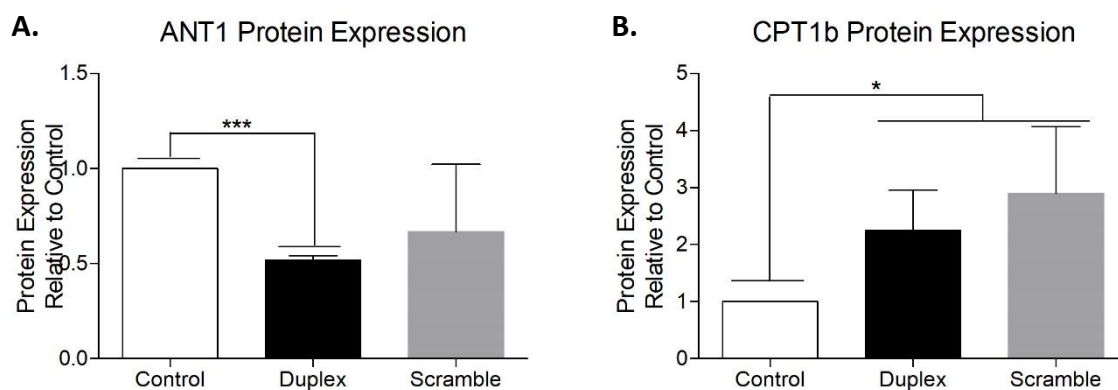 A.
ANT1 Protein Expression
Protein Expression
Relative to Control
1.5
1.0
0.5
0.0
***
Control
Duplex
Scramble
B.
CPT1b Protein Expression
Protein Expression
Relative to Control
5
4
3
2
1
0
*
Control
Duplex
Scramble